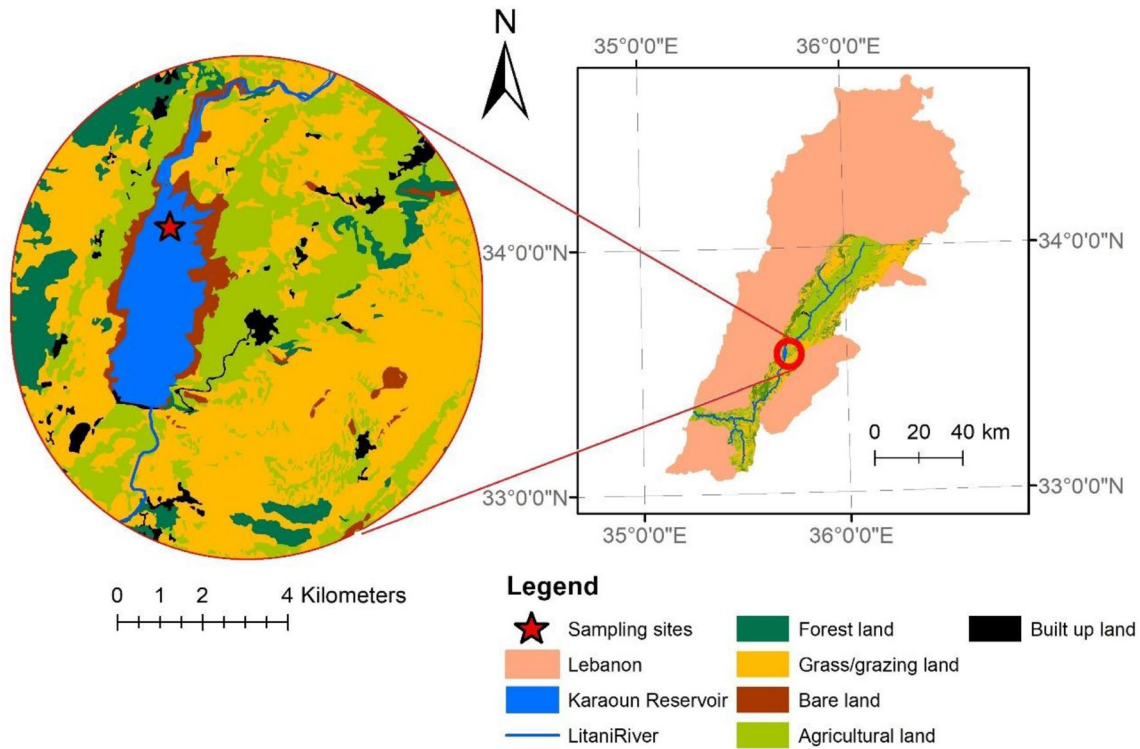 N
35°0'0"E
36°0'0"E
34°0'0"N
34°0'0"N
0 20 40 km
33°0'0"N
33°0'0"N
35°0'0"E
36°0'0"E
0 1 2 4 Kilometers
Legend
Sampling sites
Forest land
Built up land
Lebanon
Grass/grazing land
Karaoun Reservoir
Bare land
LitaniRiver
Agricultural land